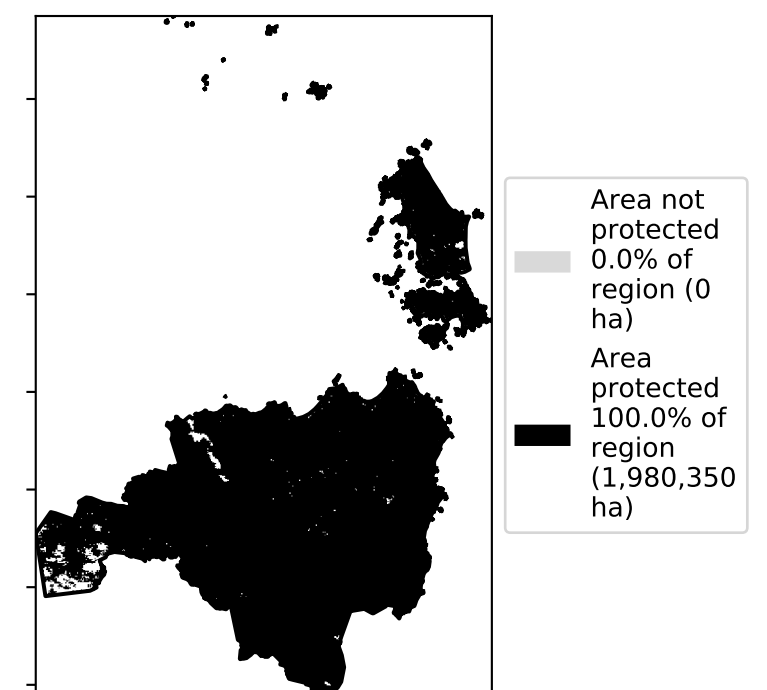 Area not
protected
0.0% of
region (0
ha)
Area
protected
100.0% of
region
(1,980,350
ha)